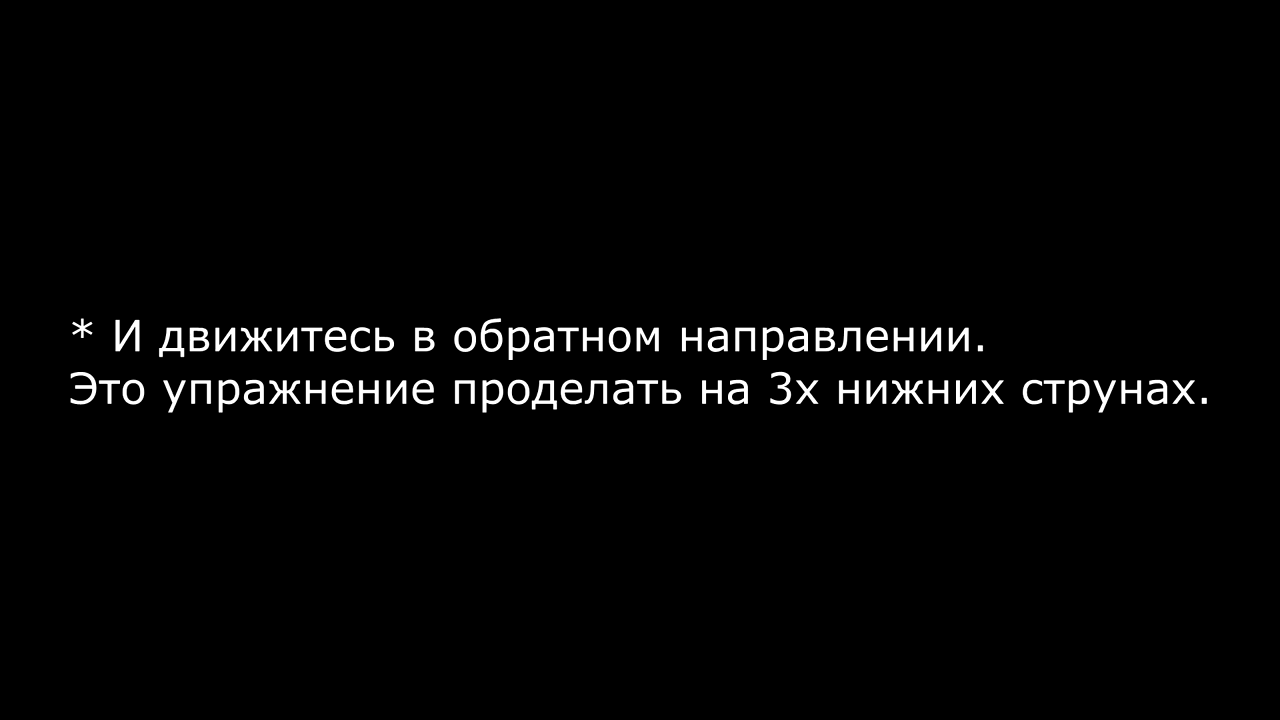 * И движитесь в обратном направлении.
Это упражнение проделать на 3х нижних струнах.